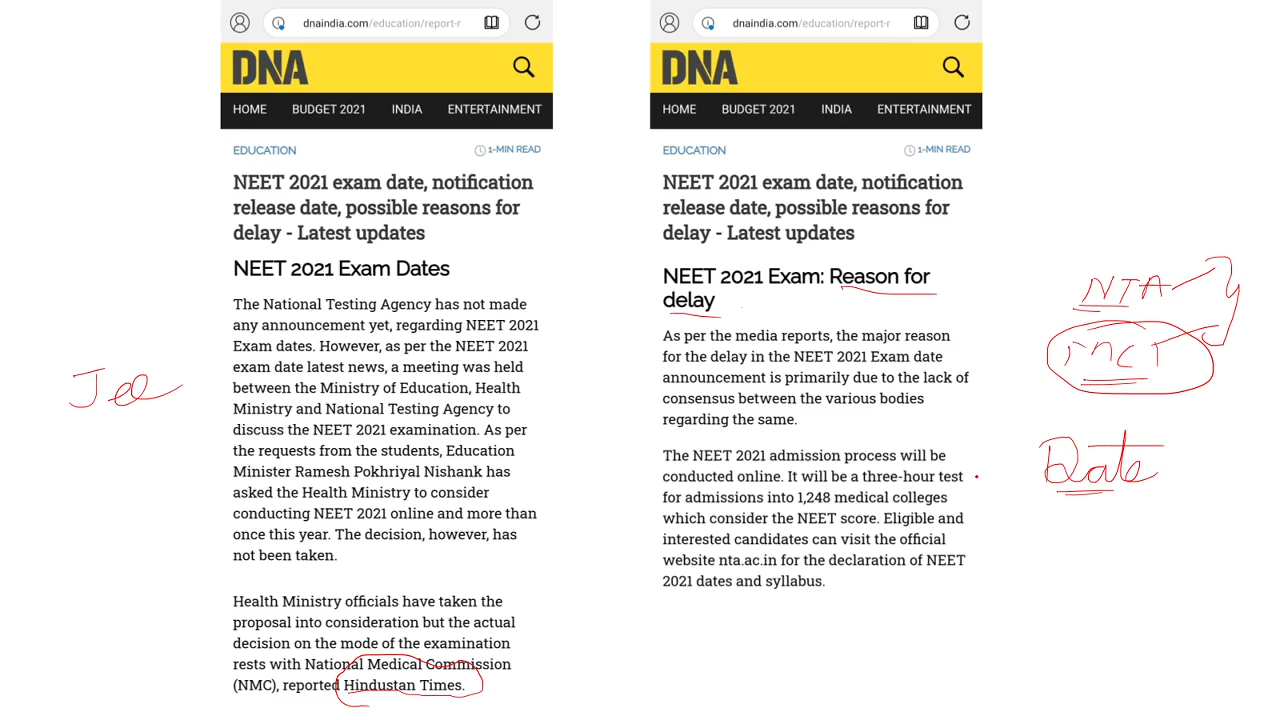 dnaindia.com/education/report-r
DNA
HOME BUDGET 2021 INDIA ENTERTAINMENT
EDUCATION
1-MIN READ
NEET 2021 exam date, notification
release date, possible reasons for
delay - Latest updates
NEET 2021 Exam Dates
The National Testing Agency has not made
any announcement yet, regarding NEET 2021
Exam dates. However, as per the NEET 2021
exam date latest news, a meeting was held
between the Ministry of Education, Health
Ministry and National Testing Agency to
discuss the NEET 2021 examination. As per
the requests from the students, Education
Minister Ramesh Pokhriyal Nishank has
asked the Health Ministry to consider
conducting NEET 2021 online and more than
once this year. The decision, however, has
not been taken.
Health Ministry officials have taken the
proposal into consideration but the actual
decision on the mode of the examination
rests with National Medical Commission
(NMC), reported Hindustan Times.
Jee
dnaindia.com/education/report-r
DNA
HOME BUDGET 2021 INDIA ENTERTAINMENT
EDUCATION
1-MIN READ
NEET 2021 exam date, notification
release date, possible reasons for
delay - Latest updates
NEET 2021 Exam: Reason for
delay
As per the media reports, the major reason
for the delay in the NEET 2021 Exam date
announcement is primarily due to the lack of
consensus between the various bodies
regarding the same.
The NEET 2021 admission process will be
conducted online. It will be a three-hour test
for admissions into 1,248 medical colleges
which consider the NEET score. Eligible and
interested candidates can visit the official
website nta.ac.in for the declaration of NEET
2021 dates and syllabus.
NTA
Date